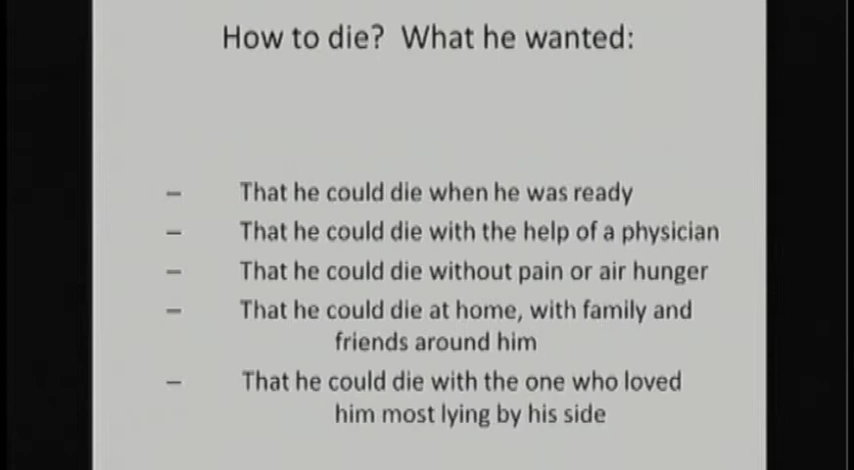 How to die? What he wanted:
– That he could die when he was ready
– That he could die with the help of a physician
– That he could die without pain or air hunger
– That he could die at home, with family and
friends around him
– That he could die with the one who loved
him most lying by his side